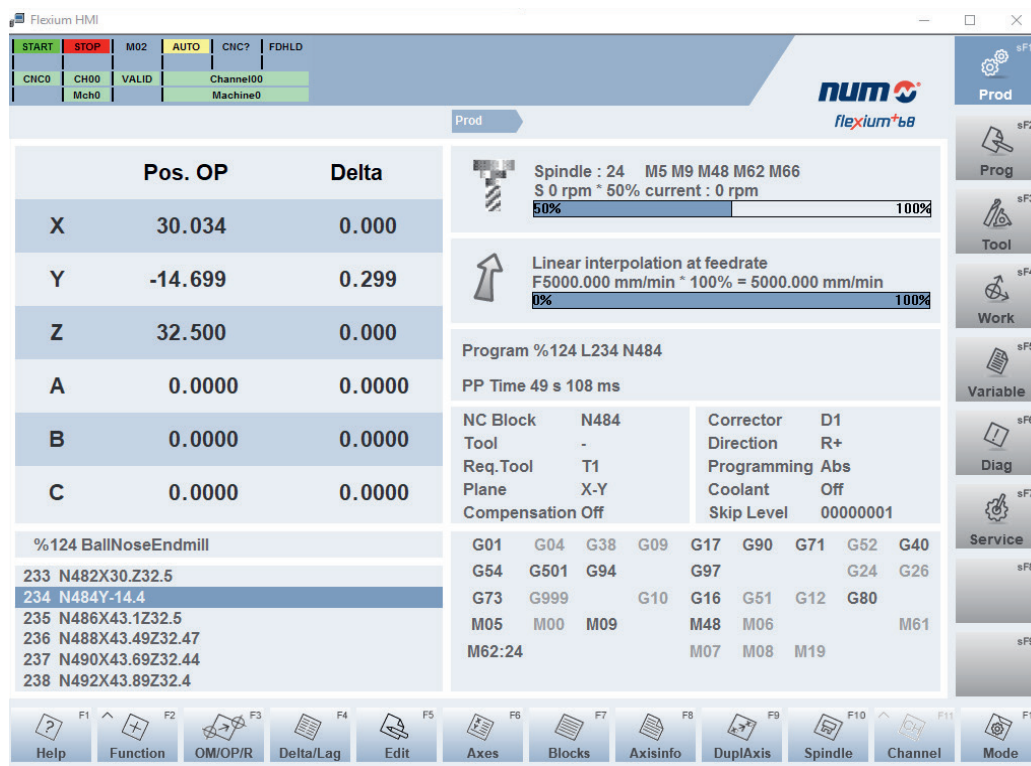 Flexium HMI
START STOP M02 AUTO CNC? FDHLD
CNC0 CH00 VALID Channel00
Mch0 Machine0
num
flexium+68
Prod
sF1
Prod
sF2
Prog
sF3
Tool
sF4
Work
sF5
Variable
sF6
Diag
sF7
Service
sF8
sF9
Pos. OP Delta
X 30.034 0.000
Y -14.699 0.299
Z 32.500 0.000
A 0.0000 0.0000
B 0.0000 0.0000
C 0.0000 0.0000
Spindle : 24 M5 M9 M48 M62 M66
S 0 rpm * 50% current : 0 rpm
50% 100%
Linear interpolation at feedrate
F5000.000 mm/min * 100% = 5000.000 mm/min
0% 100%
Program %124 L234 N484
PP Time 49 s 108 ms
NC Block N484
Tool -
Req.Tool T1
Plane X-Y
Compensation Off
Corrector D1
Direction R+
Programming Abs
Coolant Off
Skip Level 00000001
%124 BallNoseEndmill
233 N482X30.Z32.5
234 N484Y-14.4
235 N486X43.1Z32.5
236 N488X43.49Z32.47
237 N490X43.69Z32.44
238 N492X43.89Z32.4
G01 G04 G38 G09 G17 G90 G71 G52 G40
G54 G501 G94 G97 G24 G26
G73 G999 G10 G16 G51 G12 G80
M05 M00 M09 M48 M06 M61
M62:24 M07 M08 M19
F1 F2 F3 F4 F5 F6 F7 F8 F9 F10 F11
Help Function OM/OP/R Delta/Lag Edit Axes Blocks Axisinfo DuplAxis Spindle Channel Mode